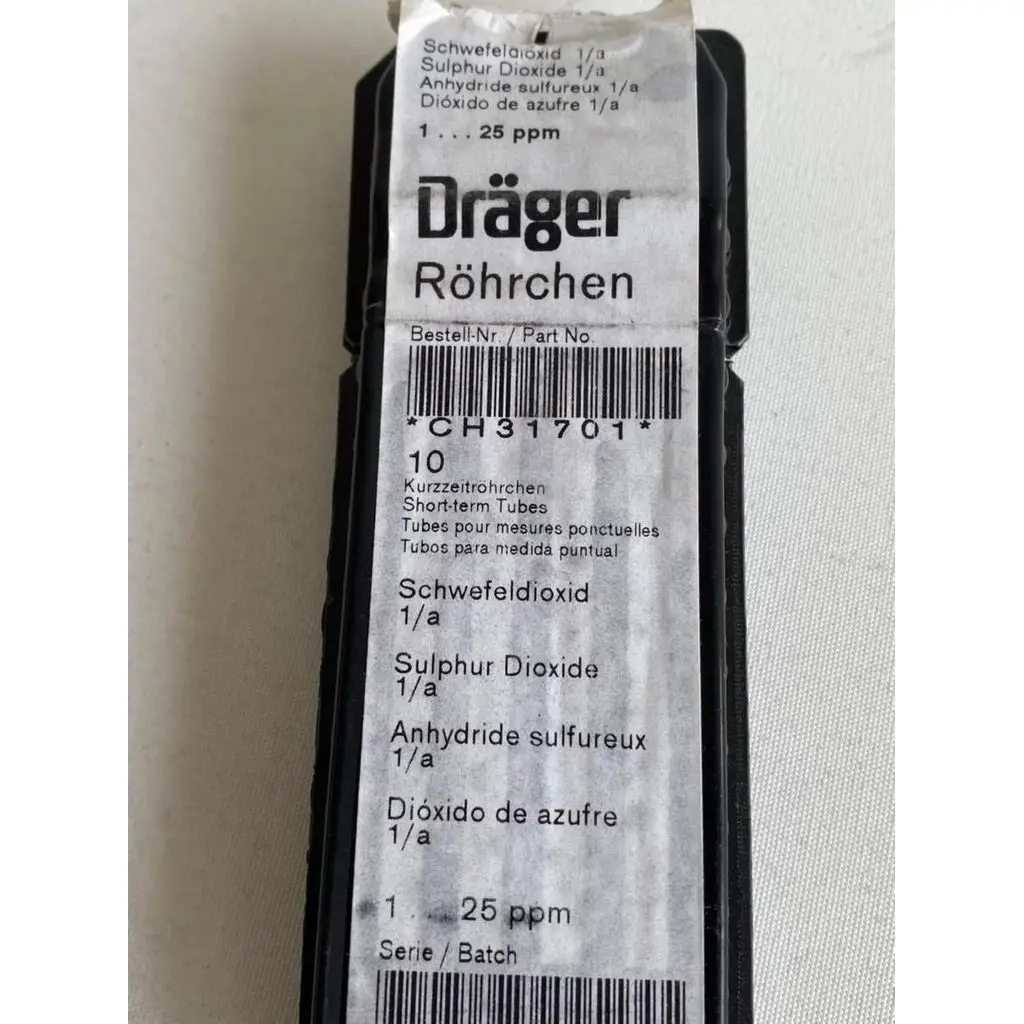 Schwefeldioxid 1/a
Sulphur Dioxide 1/a
Anhydride sulfureux 1/a
Dióxido de azufre 1/a
1 . . . 25 ppm
Dräger
Röhrchen
Bestell-Nr. / Part No.
*CH31701*
10
Kurzzeitröhrchen
Short-term Tubes
Tubes pour mesures ponctuelles
Tubos para medida puntual
Schwefeldioxid
1/a
Sulphur Dioxide
1/a
Anhydride sulfureux
1/a
Dióxido de azufre
1/a
1 . . . 25 ppm
Serie / Batch